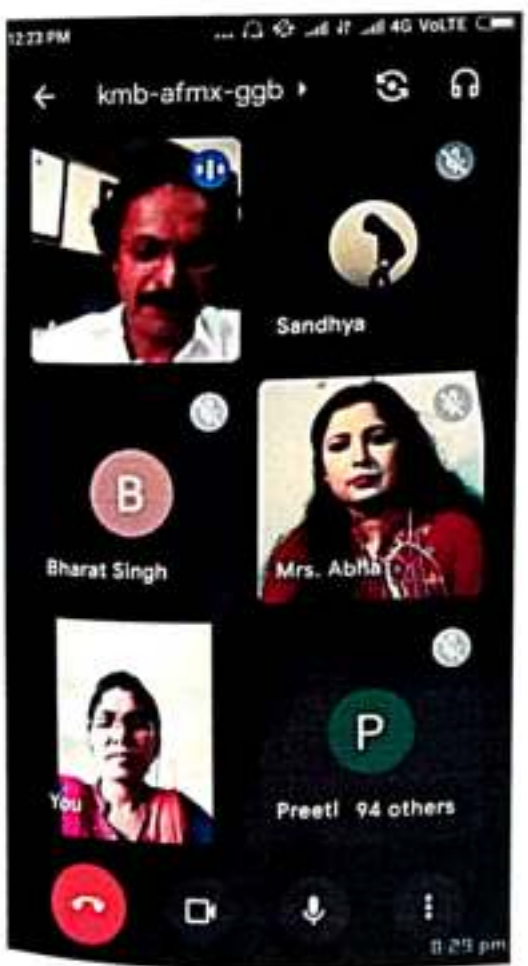 12:23 PM ... 4G VoLTE
kmb-afmx-ggb
Sandhya
B
Bharat Singh
Mrs. Abha
You
P
Preeti 94 others
8:29 pm